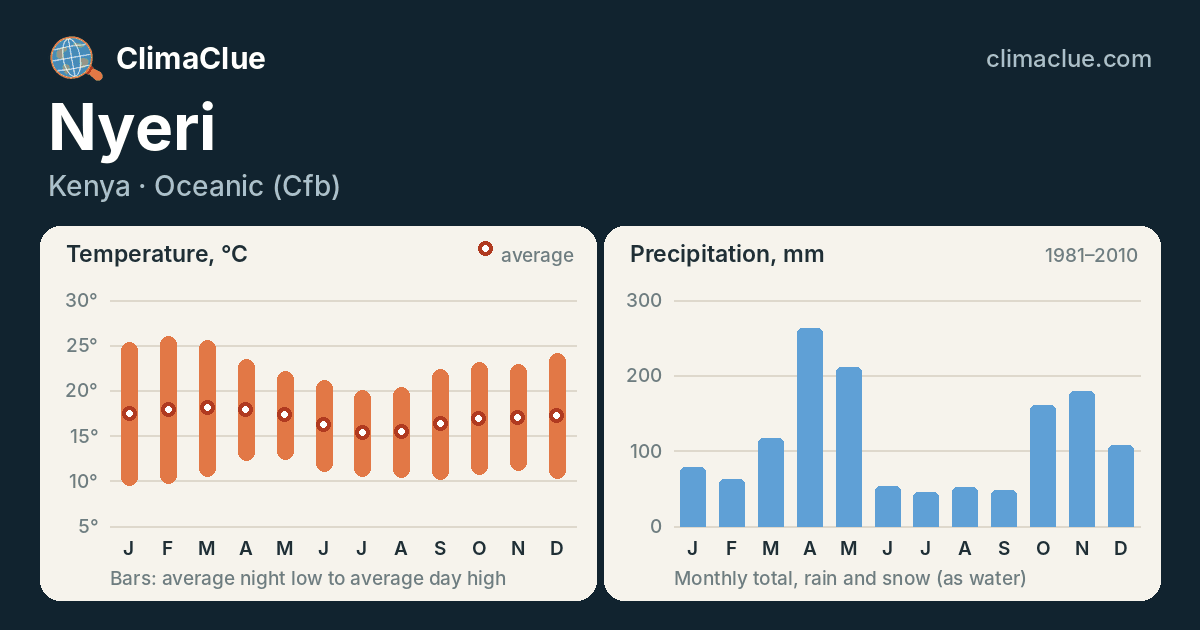 ClimaClue
climaclue.com
Nyeri
Kenya · Oceanic (Cfb)
Temperature, °C
average
30°
25°
20°
15°
10°
5°
J F M A M J J A S O N D
Bars: average night low to average day high
Precipitation, mm
1981–2010
300
200
100
0
J F M A M J J A S O N D
Monthly total, rain and snow (as water)